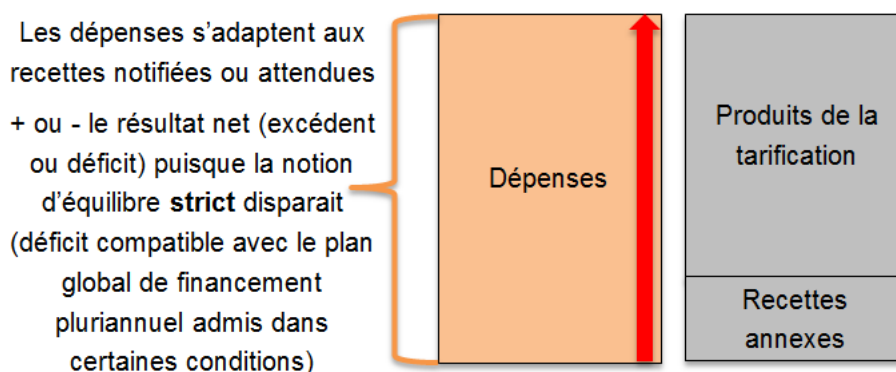 Les dépenses s'adaptent aux
recettes notifiées ou attendues
+ ou - le résultat net (excédent
ou déficit) puisque la notion
d'équilibre strict disparait
(déficit compatible avec le plan
global de financement
pluriannuel admis dans
certaines conditions)
Dépenses
Produits de la
tarification
Recettes
annexes